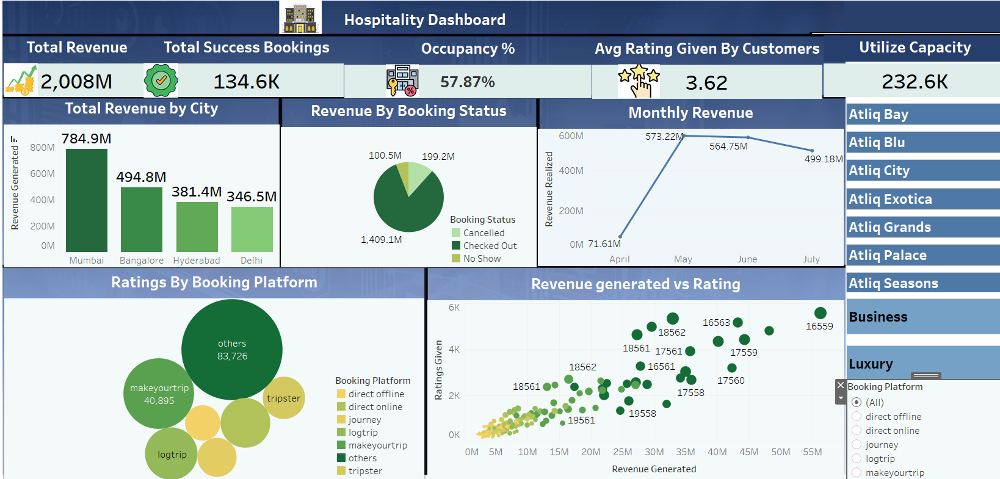 Hospitality Dashboard
Total Revenue
Total Success Bookings
Occupancy %
Avg Rating Given By Customers
Utilize Capacity
2,008M
134.6K
57.87%
3.62
232.6K
Total Revenue by City
Revenue Generated
800M
600M
400M
200M
0M
784.9M
494.8M
381.4M
346.5M
Mumbai
Bangalore
Hyderabad
Delhi
Revenue By Booking Status
100.5M
199.2M
1,409.1M
Booking Status
Cancelled
Checked Out
No Show
Monthly Revenue
Revenue Realized
600M
400M
200M
0M
573.22M
564.75M
499.18M
71.61M
April
May
June
July
Atliq Bay
Atliq Blu
Atliq City
Atliq Exotica
Atliq Grands
Atliq Palace
Atliq Seasons
Business
Luxury
Ratings By Booking Platform
others
83,726
makeyourtrip
40,895
tripster
logtrip
Booking Platform
direct offline
direct online
journey
logtrip
makeyourtrip
others
tripster
Revenue generated vs Rating
Ratings Given
6K
4K
2K
0K
16563
16559
18562
18561
17561
17559
18562
16561
18561
17560
17558
19561
19558
0M
5M
10M
15M
20M
25M
30M
35M
40M
45M
50M
55M
Revenue Generated
Booking Platform
(All)
direct offline
direct online
journey
logtrip
makeyourtrip